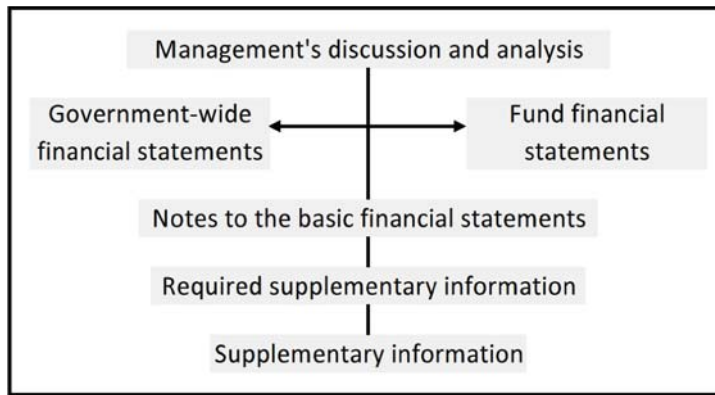 Management's discussion and analysis
Government-wide
financial statements
Fund financial
statements
Notes to the basic financial statements
Required supplementary information
Supplementary information